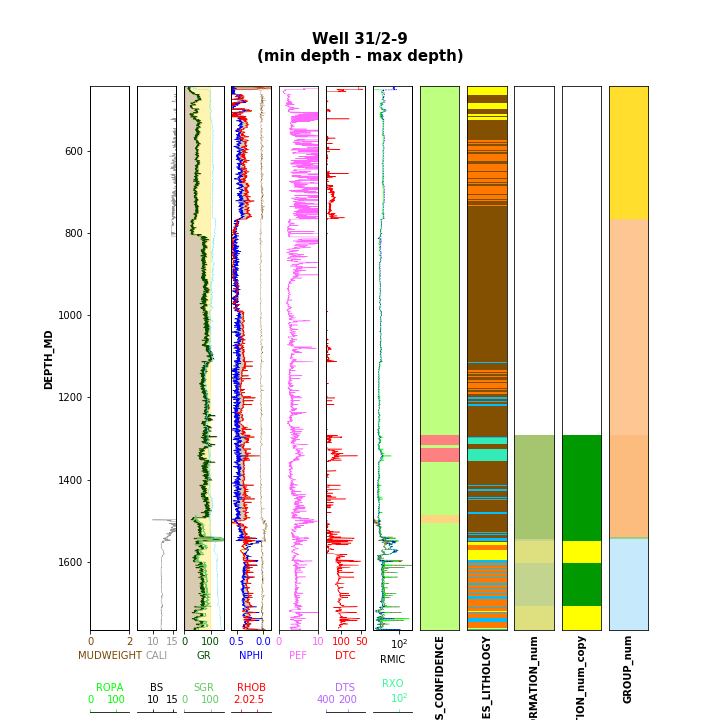 Well 31/2-9
(min depth - max depth)
DEPTH_MD
600
800
1000
1200
1400
1600
0 2
MUDWEIGHT
10 15
CALI
0 100
GR
0.5 0.0
NPHI
0 10
PEF
100 50
DTC
10²
RMIC
ROPA
0 100
BS
10 15
SGR
0 100
RHOB
2.02.5
DTS
400 200
RXO
10²
S_CONFIDENCE
ES_LITHOLOGY
RMATION_num
TION_num_copy
GROUP_num